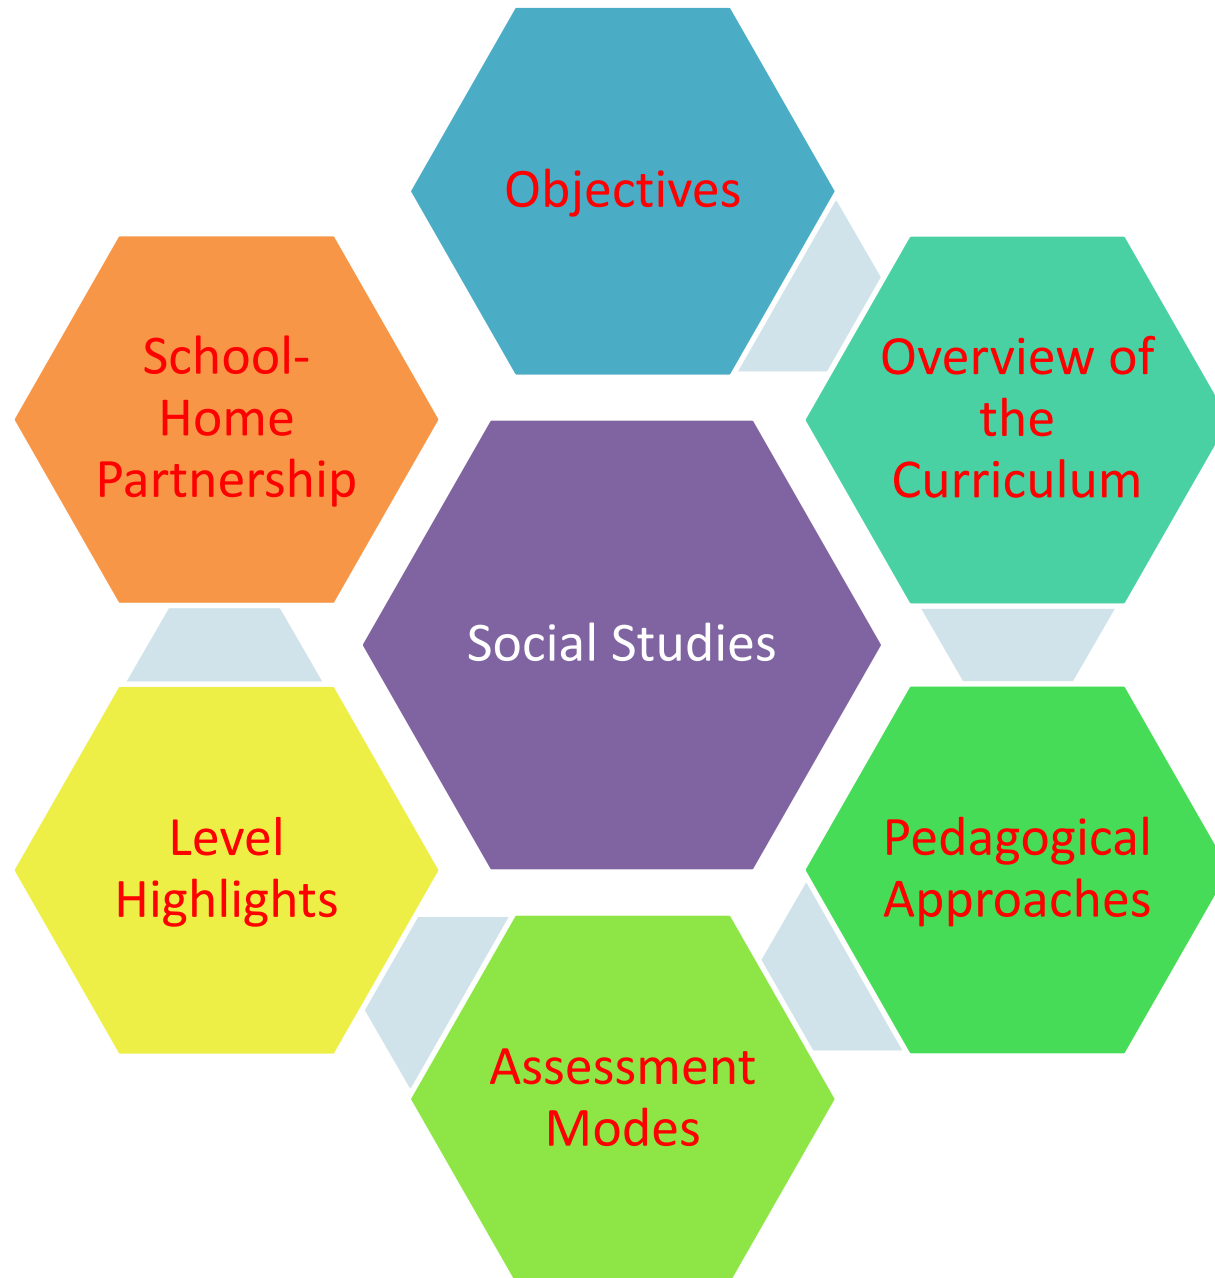 Objectives
Overview of
the
Curriculum
Pedagogical
Approaches
Assessment
Modes
Level
Highlights
School-
Home
Partnership
Social Studies